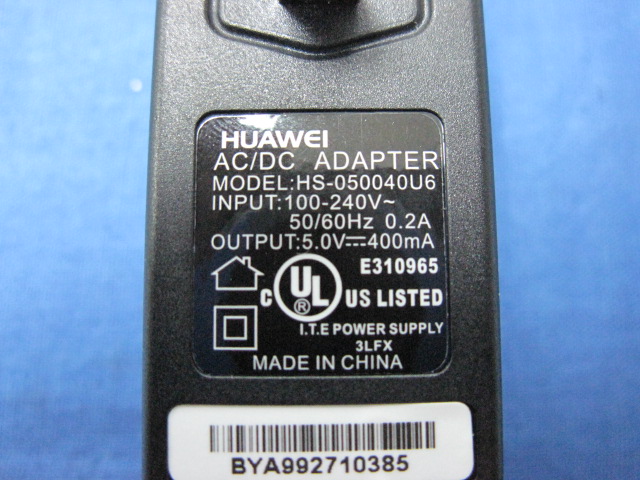 HUAWEI
AC/DC ADAPTER
MODEL:HS-050040U6
INPUT:100-240V~
50/60Hz 0.2A
OUTPUT:5.0V⎓400mA
E310965
C UL® US LISTED
I.T.E POWER SUPPLY
3LFX
MADE IN CHINA
BYA992710385